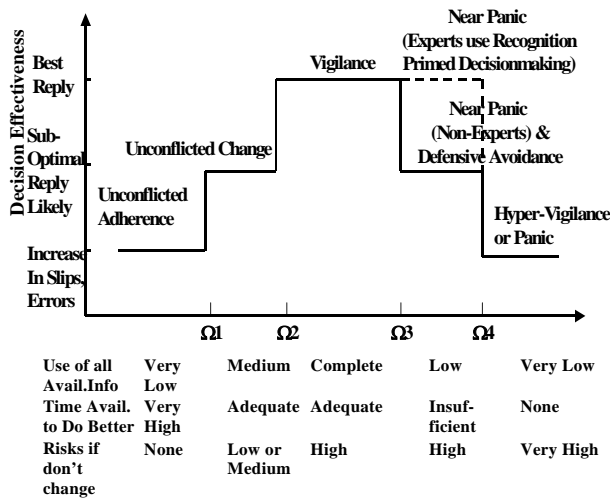 Near Panic
(Experts use Recognition
Primed Decisionmaking)
Decision Effectiveness
Best
Reply
Vigilance
Near Panic
(Non-Experts) &
Defensive Avoidance
Sub-
Optimal
Reply
Likely
Unconflicted Change
Unconflicted
Adherence
Hyper-Vigilance
or Panic
Increase
In Slips,
Errors
Ω1 Ω2 Ω3 Ω4
Use of all Very Medium Complete Low Very Low
Avail.Info Low
Time Avail. Very Adequate Adequate Insuf- None
to Do Better High ficient
Risks if None Low or High High Very High
don't Medium
change